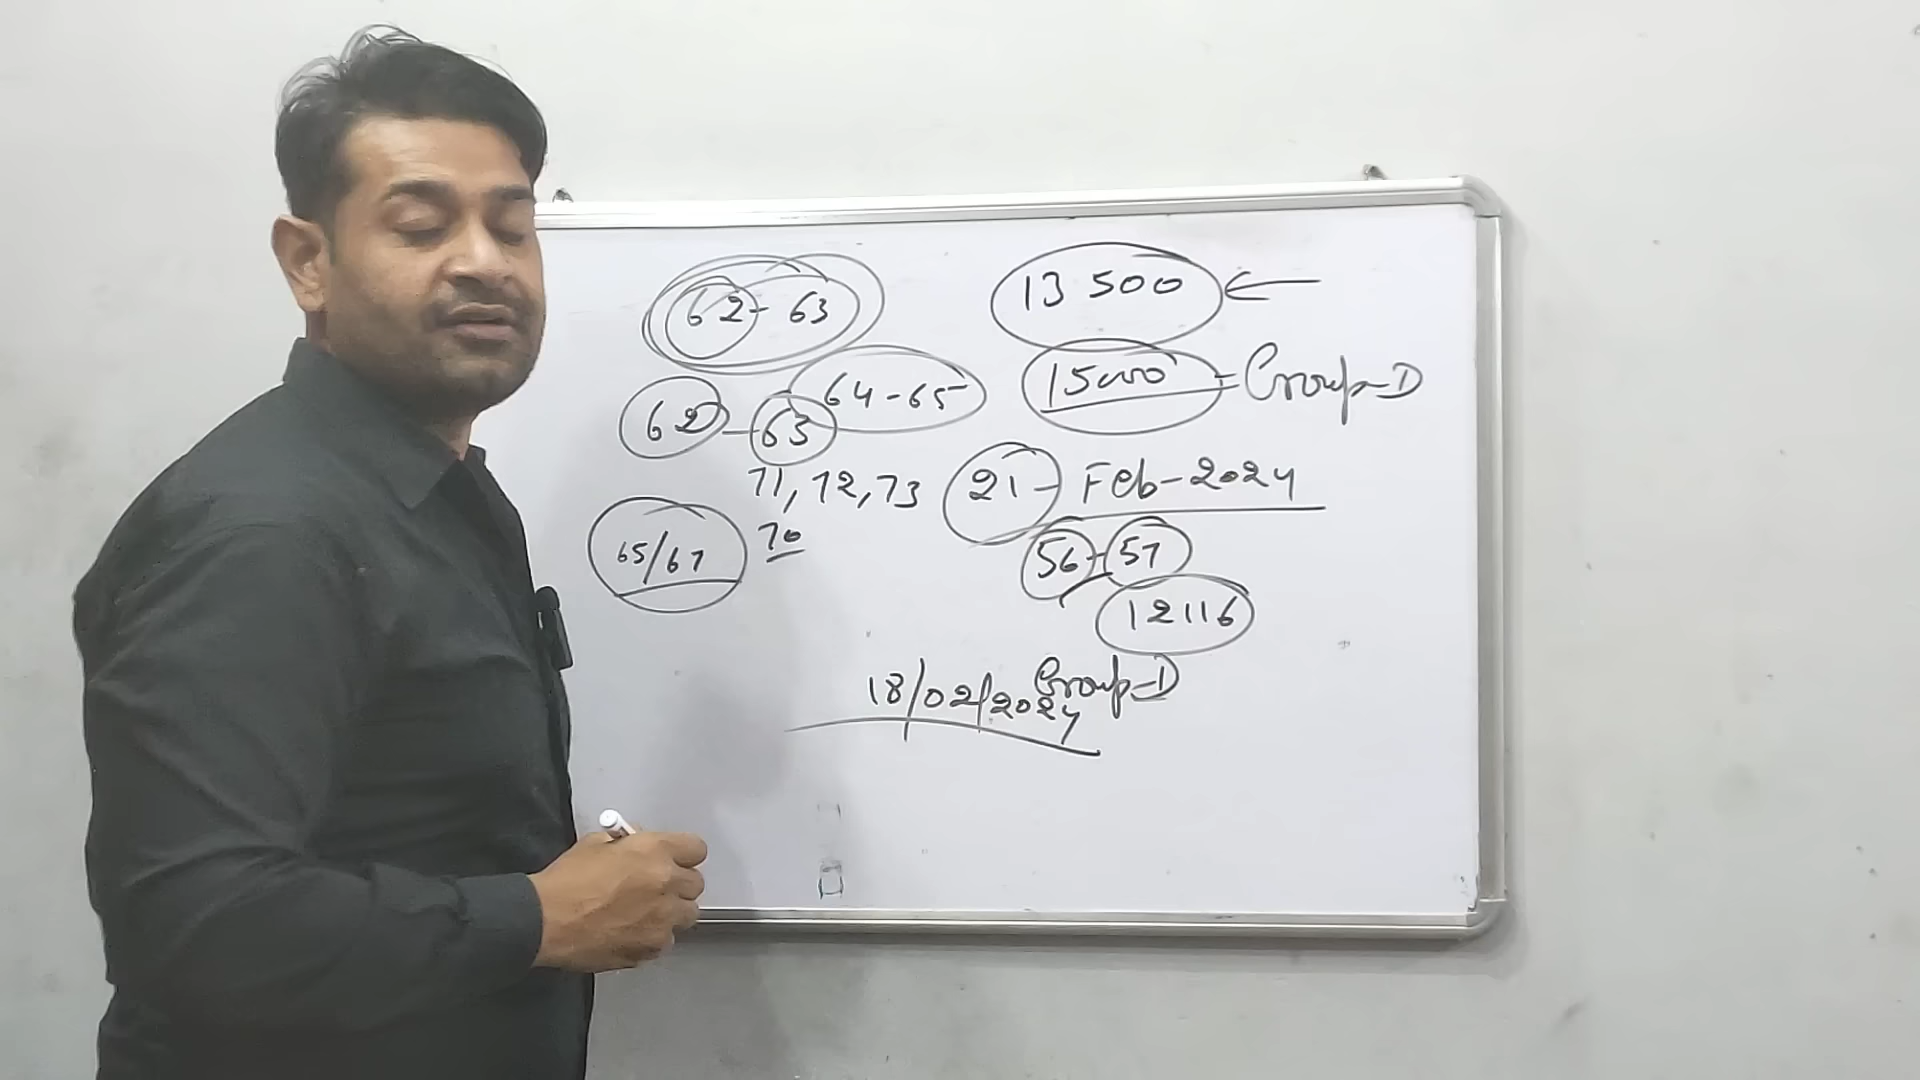 62-63
13500 ←
64-65
15000 - Group-D
62-63
71, 72, 73
21- Feb-2024
65/67
70
56-57
12116
Group-D
18/02/2024